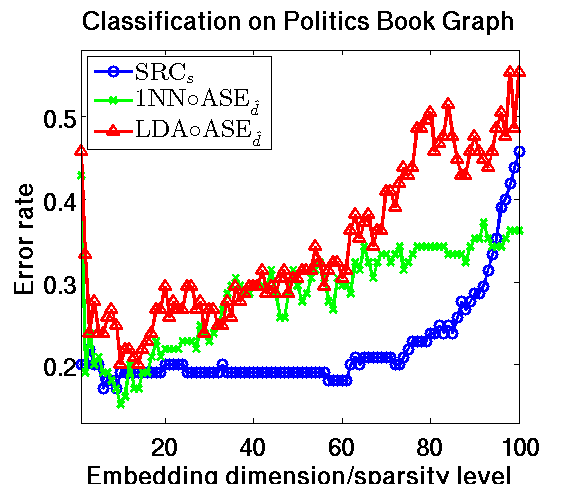 Classification on Politics Book Graph
SRCₛ
1NN∘ASE_d̂
LDA∘ASE_d̂
Error rate
0.5
0.4
0.3
0.2
20 40 60 80 100
Embedding dimension/sparsity level